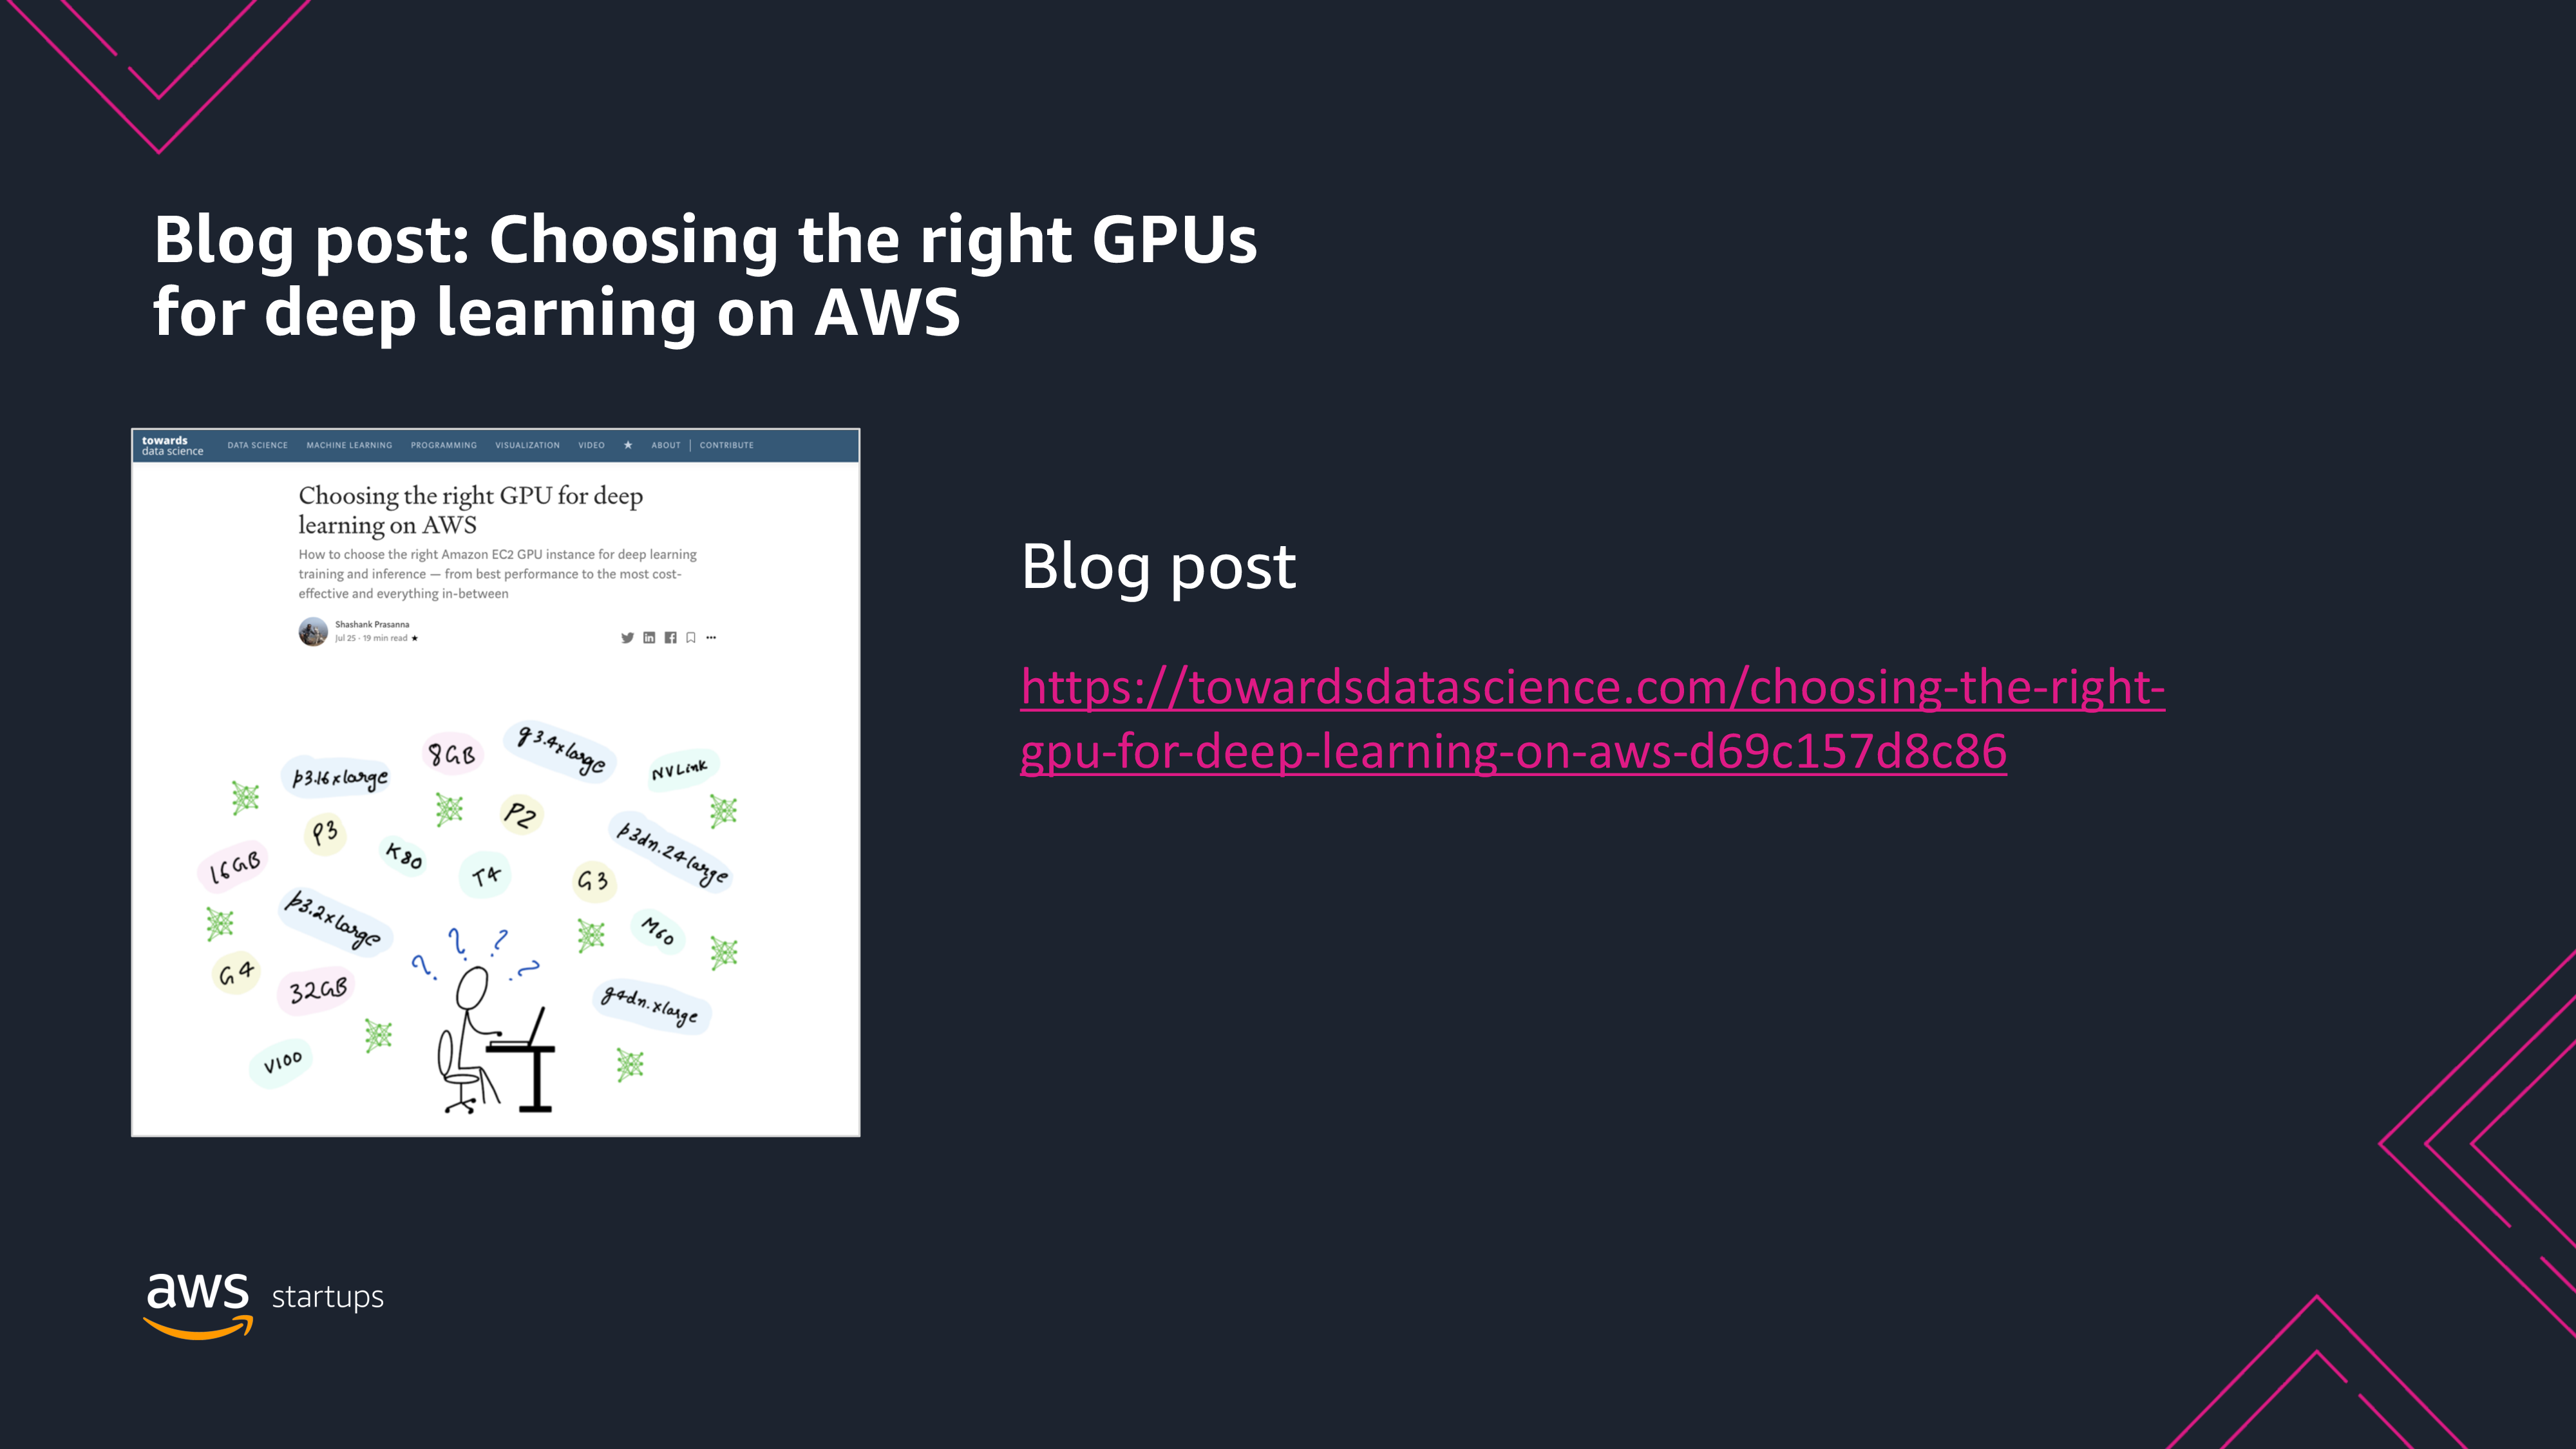 Blog post: Choosing the right GPUs
for deep learning on AWS
towards
data science
DATA SCIENCE MACHINE LEARNING PROGRAMMING VISUALIZATION VIDEO ★ ABOUT | CONTRIBUTE
Choosing the right GPU for deep
learning on AWS
How to choose the right Amazon EC2 GPU instance for deep learning
training and inference — from best performance to the most cost-
effective and everything in-between
Shashank Prasanna
Jul 25 · 19 min read ★
p3.16xlarge
8GB
g3.4xlarge
NVLink
P3
P2
16GB
K80
T4
G3
p3dn.24large
p3.2xlarge
M60
G4
32GB
g4dn.xlarge
V100
? ? ? ?
Blog post
https://towardsdatascience.com/choosing-the-right-
gpu-for-deep-learning-on-aws-d69c157d8c86
aws startups